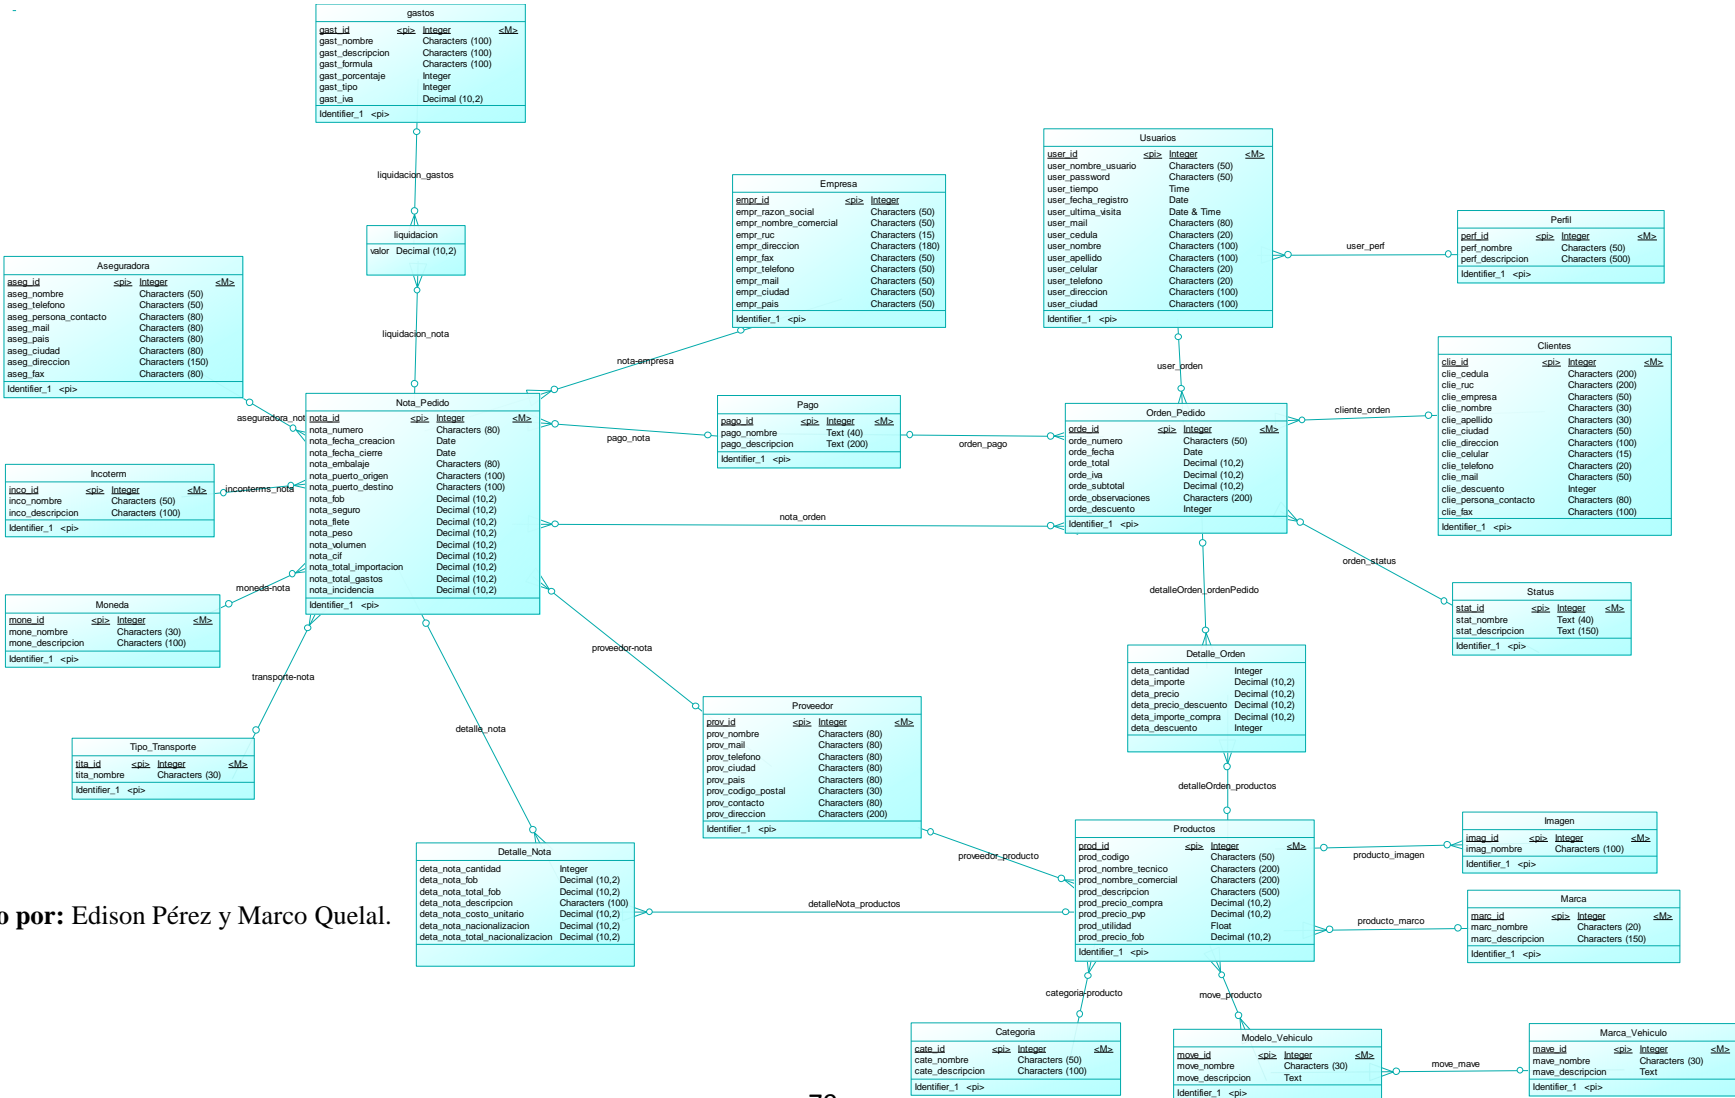 gastos
gast_id <pi> Integer <M>
gast_nombre Characters (100)
gast_descripcion Characters (100)
gast_formula Characters (100)
gast_porcentaje Integer
gast_tipo Integer
gast_iva Decimal (10,2)
Identifier_1 <pi>
liquidacion_gastos
liquidacion
valor Decimal (10,2)
liquidacion_nota
Empresa
empr_id <pi> Integer
empr_razon_social Characters (50)
empr_nombre_comercial Characters (50)
empr_ruc Characters (15)
empr_direccion Characters (180)
empr_fax Characters (50)
empr_telefono Characters (50)
empr_mail Characters (50)
empr_ciudad Characters (50)
empr_pais Characters (50)
Identifier_1 <pi>
nota-empresa
Usuarios
user_id <pi> Integer <M>
user_nombre_usuario Characters (50)
user_password Characters (50)
user_tiempo Time
user_fecha_registro Date
user_ultima_visita Date & Time
user_mail Characters (80)
user_cedula Characters (20)
user_nombre Characters (100)
user_apellido Characters (100)
user_celular Characters (20)
user_telefono Characters (20)
user_direccion Characters (100)
user_ciudad Characters (100)
Identifier_1 <pi>
user_perf
Perfil
perf_id <pi> Integer <M>
perf_nombre Characters (50)
perf_descripcion Characters (500)
Identifier_1 <pi>
user_orden
Aseguradora
aseg_id <pi> Integer <M>
aseg_nombre Characters (50)
aseg_telefono Characters (50)
aseg_persona_contacto Characters (80)
aseg_mail Characters (80)
aseg_pais Characters (80)
aseg_ciudad Characters (80)
aseg_direccion Characters (150)
aseg_fax Characters (80)
Identifier_1 <pi>
aseguradora_not
Nota_Pedido
nota_id <pi> Integer <M>
nota_numero Characters (80)
nota_fecha_creacion Date
nota_fecha_cierre Date
nota_embalaje Characters (80)
nota_puerto_origen Characters (100)
nota_puerto_destino Characters (100)
nota_fob Decimal (10,2)
nota_seguro Decimal (10,2)
nota_flete Decimal (10,2)
nota_peso Decimal (10,2)
nota_volumen Decimal (10,2)
nota_cif Decimal (10,2)
nota_total_importacion Decimal (10,2)
nota_total_gastos Decimal (10,2)
nota_incidencia Decimal (10,2)
Identifier_1 <pi>
pago_nota
Pago
pago_id <pi> Integer <M>
pago_nombre Text (40)
pago_descripcion Text (200)
Identifier_1 <pi>
orden_pago
Orden_Pedido
orde_id <pi> Integer <M>
orde_numero Characters (50)
orde_fecha Date
orde_total Decimal (10,2)
orde_iva Decimal (10,2)
orde_subtotal Decimal (10,2)
orde_observaciones Characters (200)
orde_descuento Integer
Identifier_1 <pi>
cliente_orden
Clientes
clie_id <pi> Integer <M>
clie_cedula Characters (200)
clie_ruc Characters (200)
clie_empresa Characters (50)
clie_nombre Characters (30)
clie_apellido Characters (30)
clie_ciudad Characters (50)
clie_direccion Characters (100)
clie_celular Characters (15)
clie_telefono Characters (20)
clie_mail Characters (50)
clie_descuento Integer
clie_persona_contacto Characters (80)
clie_fax Characters (100)
Identifier_1 <pi>
Incoterm
inco_id <pi> Integer <M>
inco_nombre Characters (50)
inco_descripcion Characters (100)
Identifier_1 <pi>
inconterms_nota
nota_orden
orden_status
Status
stat_id <pi> Integer <M>
stat_nombre Text (40)
stat_descripcion Text (150)
Identifier_1 <pi>
moneda-nota
Moneda
mone_id <pi> Integer <M>
mone_nombre Characters (30)
mone_descripcion Characters (100)
Identifier_1 <pi>
detalleOrden_ordenPedido
Detalle_Orden
deta_cantidad Integer
deta_importe Decimal (10,2)
deta_precio Decimal (10,2)
deta_precio_descuento Decimal (10,2)
deta_importe_compra Decimal (10,2)
deta_descuento Integer
proveedor-nota
transporte-nota
Proveedor
prov_id <pi> Integer <M>
prov_nombre Characters (80)
prov_mail Characters (80)
prov_telefono Characters (80)
prov_ciudad Characters (80)
prov_pais Characters (80)
prov_codigo_postal Characters (30)
prov_contacto Characters (80)
prov_direccion Characters (200)
Identifier_1 <pi>
detalle_nota
Tipo_Transporte
tita_id <pi> Integer <M>
tita_nombre Characters (30)
Identifier_1 <pi>
detalleOrden_productos
proveedor_producto
Productos
prod_id <pi> Integer <M>
prod_codigo Characters (50)
prod_nombre_tecnico Characters (200)
prod_nombre_comercial Characters (200)
prod_descripcion Characters (500)
prod_precio_compra Decimal (10,2)
prod_precio_pvp Decimal (10,2)
prod_utilidad Float
prod_precio_fob Decimal (10,2)
Identifier_1 <pi>
producto_imagen
Imagen
imag_id <pi> Integer <M>
imag_nombre Characters (100)
Identifier_1 <pi>
Detalle_Nota
deta_nota_cantidad Integer
deta_nota_fob Decimal (10,2)
deta_nota_total_fob Decimal (10,2)
deta_nota_descripcion Characters (100)
deta_nota_costo_unitario Decimal (10,2)
deta_nota_nacionalizacion Decimal (10,2)
deta_nota_total_nacionalizacion Decimal (10,2)
detalleNota_productos
producto_marco
Marca
marc_id <pi> Integer <M>
marc_nombre Characters (20)
marc_descripcion Characters (150)
Identifier_1 <pi>
o por: Edison Pérez y Marco Quelal.
categoria-producto
move_producto
Categoria
cate_id <pi> Integer <M>
cate_nombre Characters (50)
cate_descripcion Characters (100)
Identifier_1 <pi>
Modelo_Vehiculo
move_id <pi> Integer <M>
move_nombre Characters (30)
move_descripcion Text
Identifier_1 <pi>
move_mave
Marca_Vehiculo
mave_id <pi> Integer <M>
mave_nombre Characters (30)
mave_descripcion Text
Identifier_1 <pi>